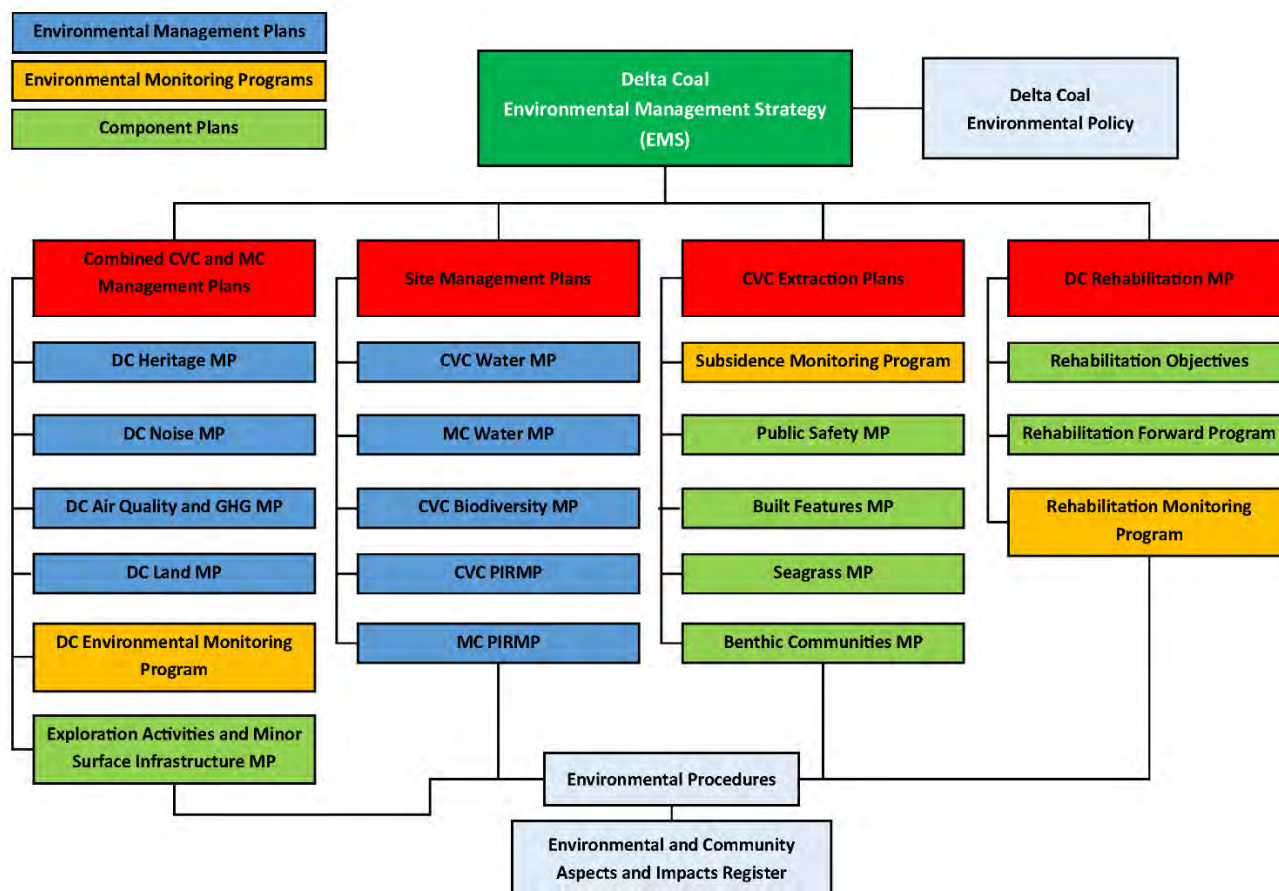 Environmental Management Plans
Environmental Monitoring Programs
Component Plans
Delta Coal
Environmental Management Strategy
(EMS)
Delta Coal
Environmental Policy
Combined CVC and MC
Management Plans
DC Heritage MP
DC Noise MP
DC Air Quality and GHG MP
DC Land MP
DC Environmental Monitoring
Program
Exploration Activities and Minor
Surface Infrastructure MP
Site Management Plans
CVC Water MP
MC Water MP
CVC Biodiversity MP
CVC PIRMP
MC PIRMP
CVC Extraction Plans
Subsidence Monitoring Program
Public Safety MP
Built Features MP
Seagrass MP
Benthic Communities MP
DC Rehabilitation MP
Rehabilitation Objectives
Rehabilitation Forward Program
Rehabilitation Monitoring
Program
Environmental Procedures
Environmental and Community
Aspects and Impacts Register